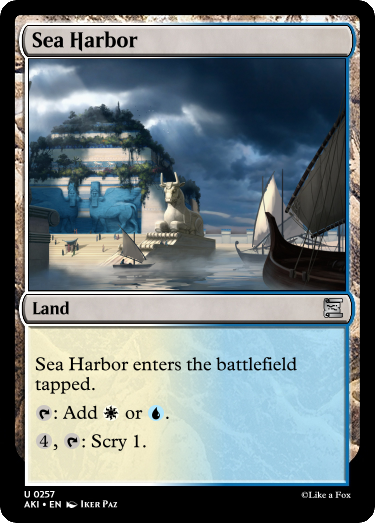 Sea Harbor
Land
Sea Harbor enters the battlefield
tapped.
: Add or .
4 , : Scry 1.
U 0257
AKI • EN Iker Paz
©Like a Fox